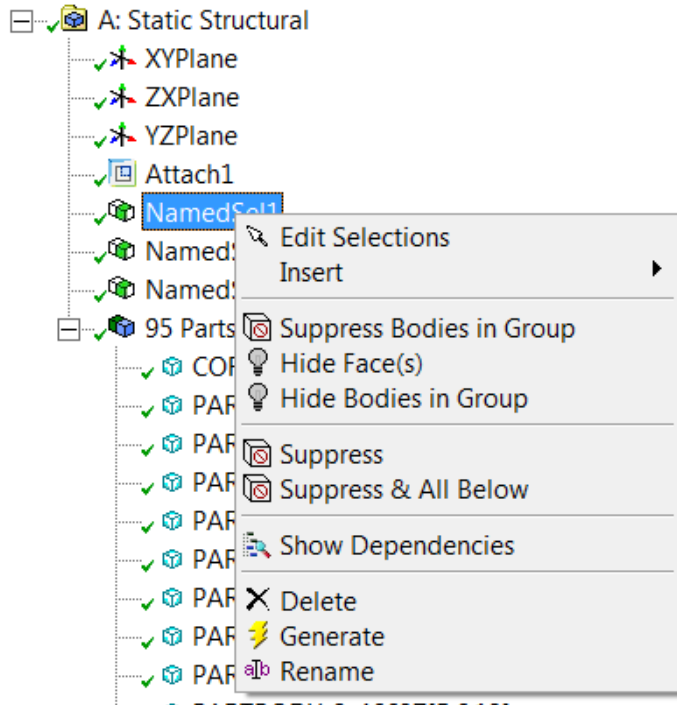 A: Static Structural
XYPlane
ZXPlane
YZPlane
Attach1
NamedSel1
Edit Selections
Insert
95 Parts
Suppress Bodies in Group
Hide Face(s)
Hide Bodies in Group
Suppress
Suppress & All Below
Show Dependencies
Delete
Generate
Rename